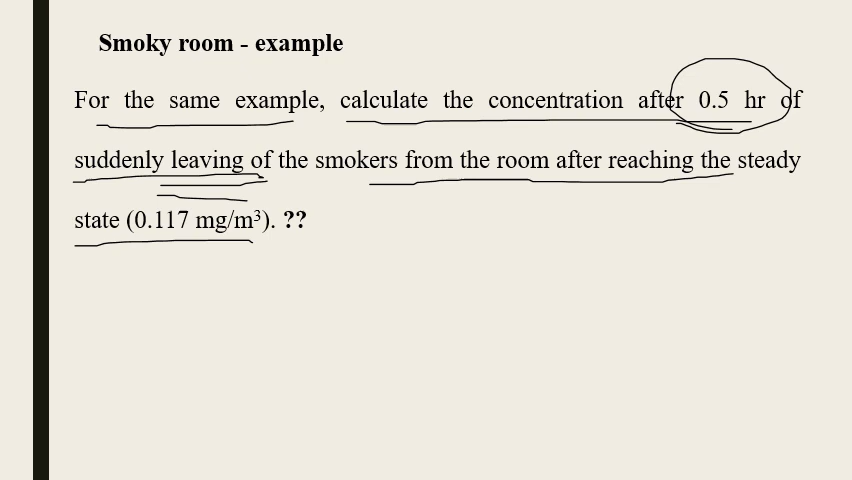 Smoky room - example
For the same example, calculate the concentration after 0.5 hr of
suddenly leaving of the smokers from the room after reaching the steady
state (0.117 mg/m³). ??